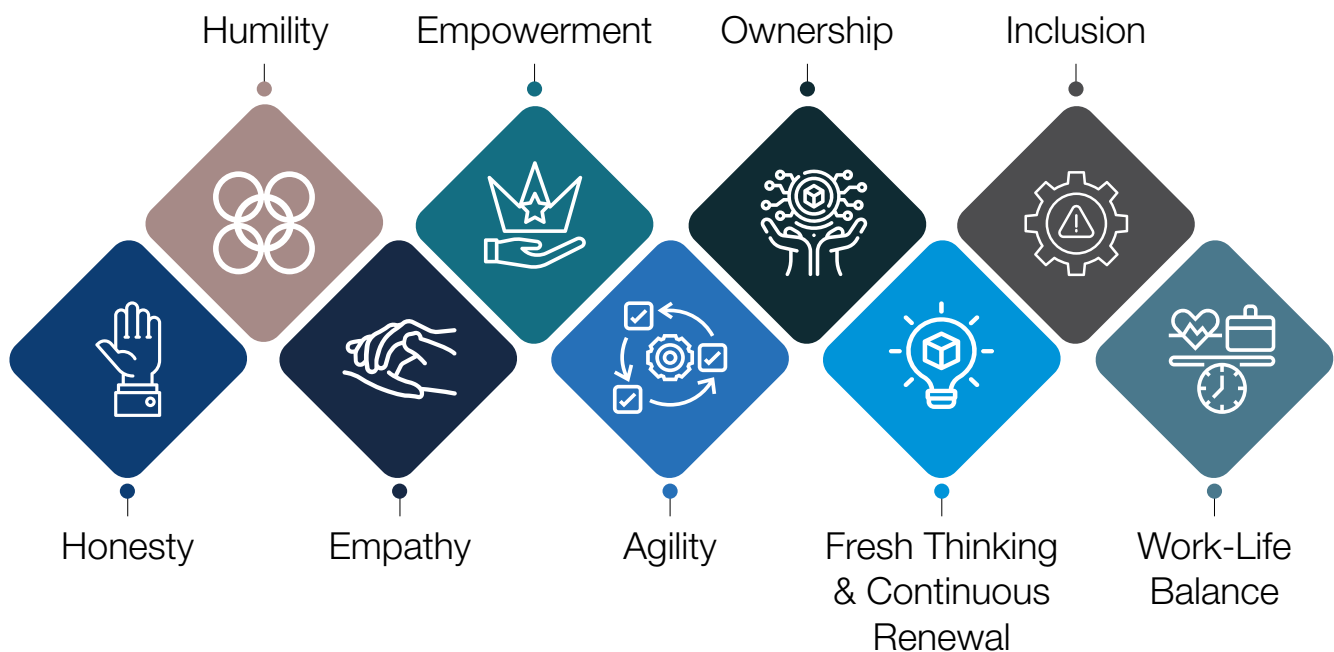 Humility
Empowerment
Ownership
Inclusion
Honesty
Empathy
Agility
Fresh Thinking
& Continuous
Renewal
Work-Life
Balance